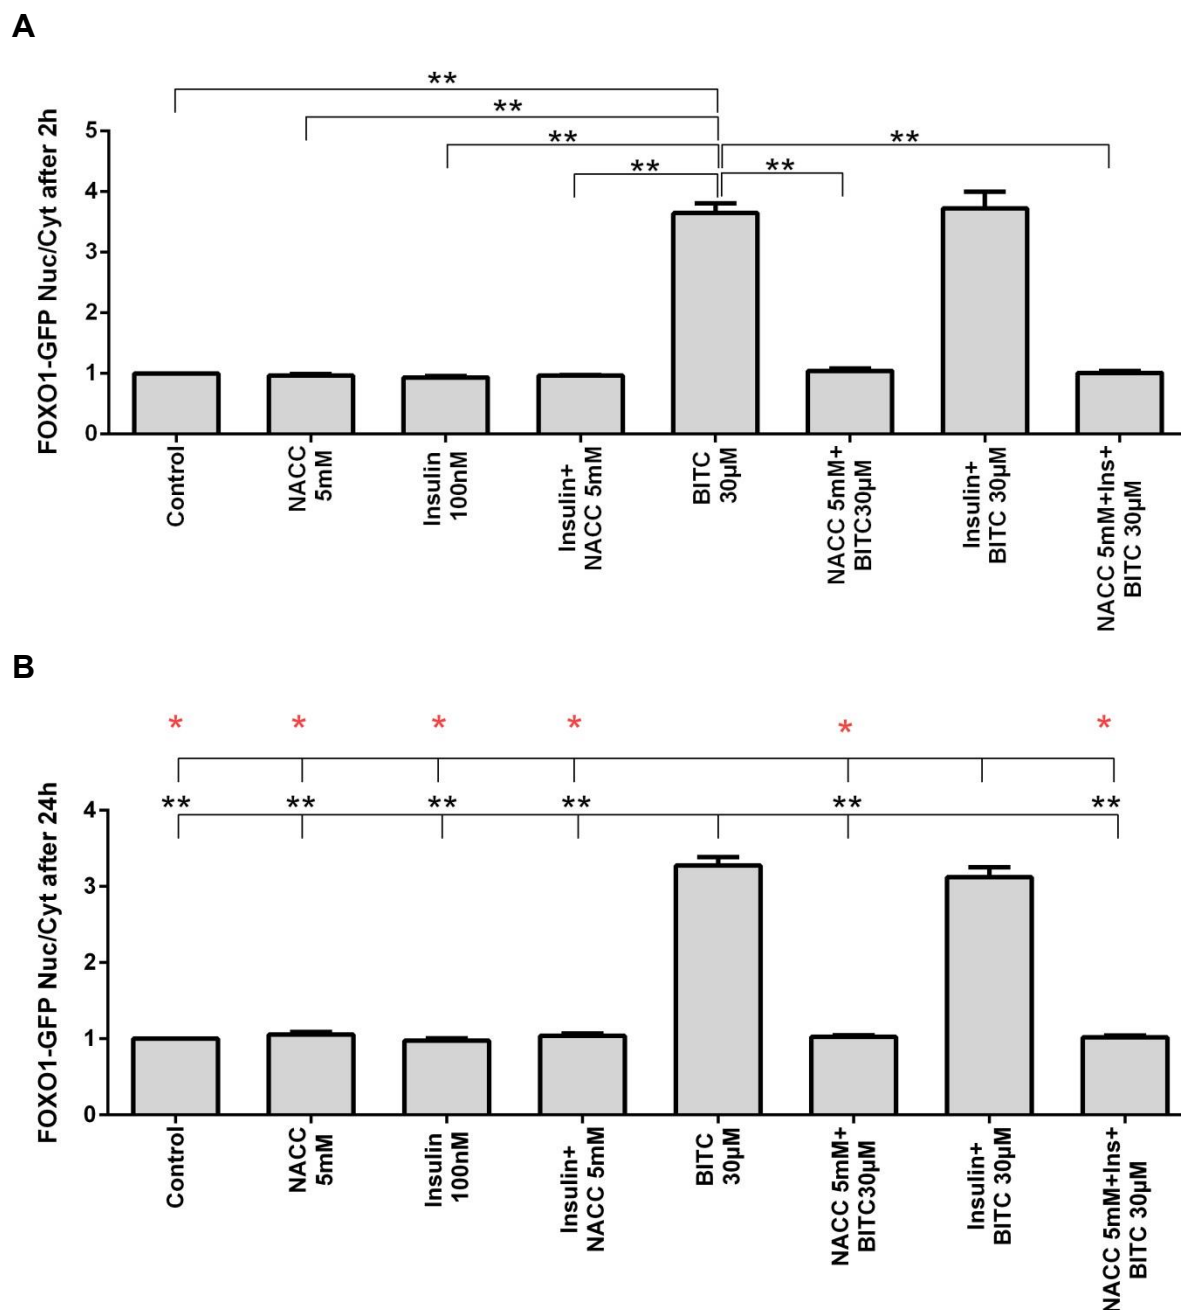 A
**
**
**
**
**
**
FOXO1-GFP Nuc/Cyt after 2h
5
4
3
2
1
0
Control
NACC
5mM
Insulin
100nM
Insulin+
NACC 5mM
BITC
30µM
NACC 5mM+
BITC30µM
Insulin+
BITC 30µM
NACC 5mM+Ins+
BITC 30µM
B
* * * * * *
** ** ** ** ** **
FOXO1-GFP Nuc/Cyt after 24h
4
3
2
1
0
Control
NACC
5mM
Insulin
100nM
Insulin+
NACC 5mM
BITC
30µM
NACC 5mM+
BITC30µM
Insulin+
BITC 30µM
NACC 5mM+Ins+
BITC 30µM